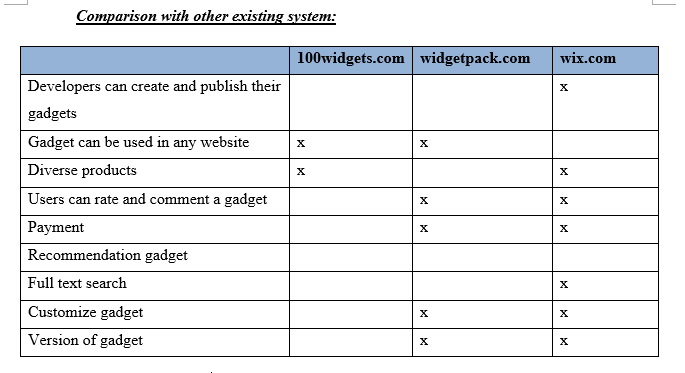 Comparison with other existing system:
100widgets.com widgetpack.com wix.com
Developers can create and publish their x
gadgets
Gadget can be used in any website x x
Diverse products x x
Users can rate and comment a gadget x x
Payment x x
Recommendation gadget
Full text search x
Customize gadget x x
Version of gadget x x